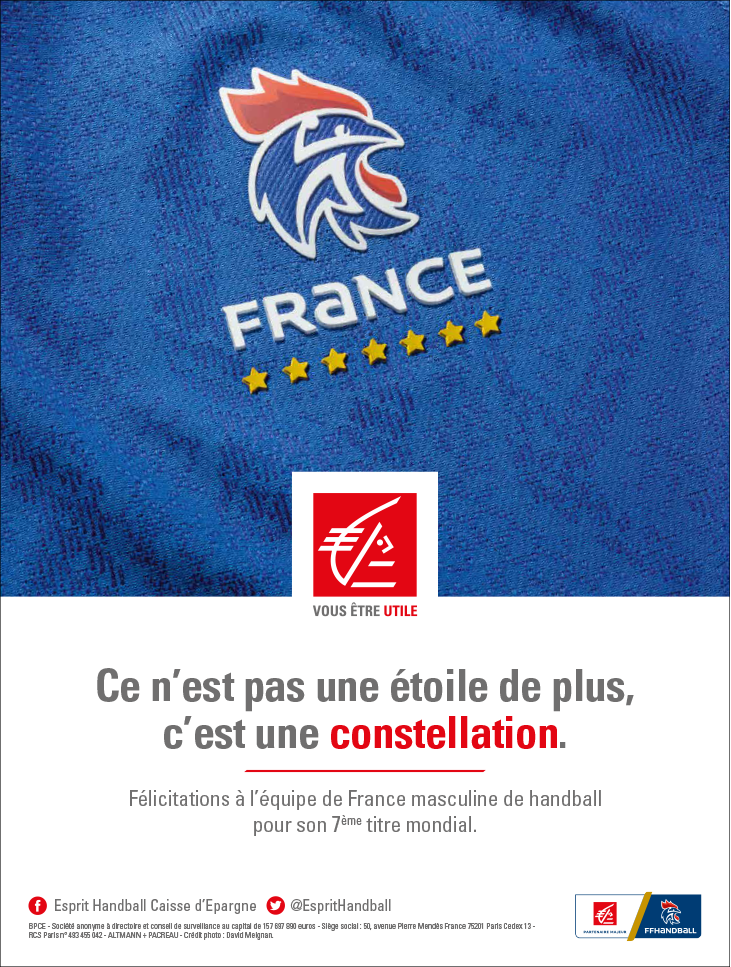 FRANCE
VOUS ÊTRE UTILE
Ce n’est pas une étoile de plus,
c’est une constellation.
Félicitations à l’équipe de France masculine de handball
pour son 7ème titre mondial.
Esprit Handball Caisse d’Epargne @EspritHandball
BPCE - Société anonyme à directoire et conseil de surveillance au capital de 157 697 890 euros - Siège social : 50, avenue Pierre Mendès France 75201 Paris Cedex 13 -
RCS Paris n° 493 455 042 - ALTMANN + PACREAU - Crédit photo : David Meignan.
PARTENAIRE MAJEUR
FFHANDBALL